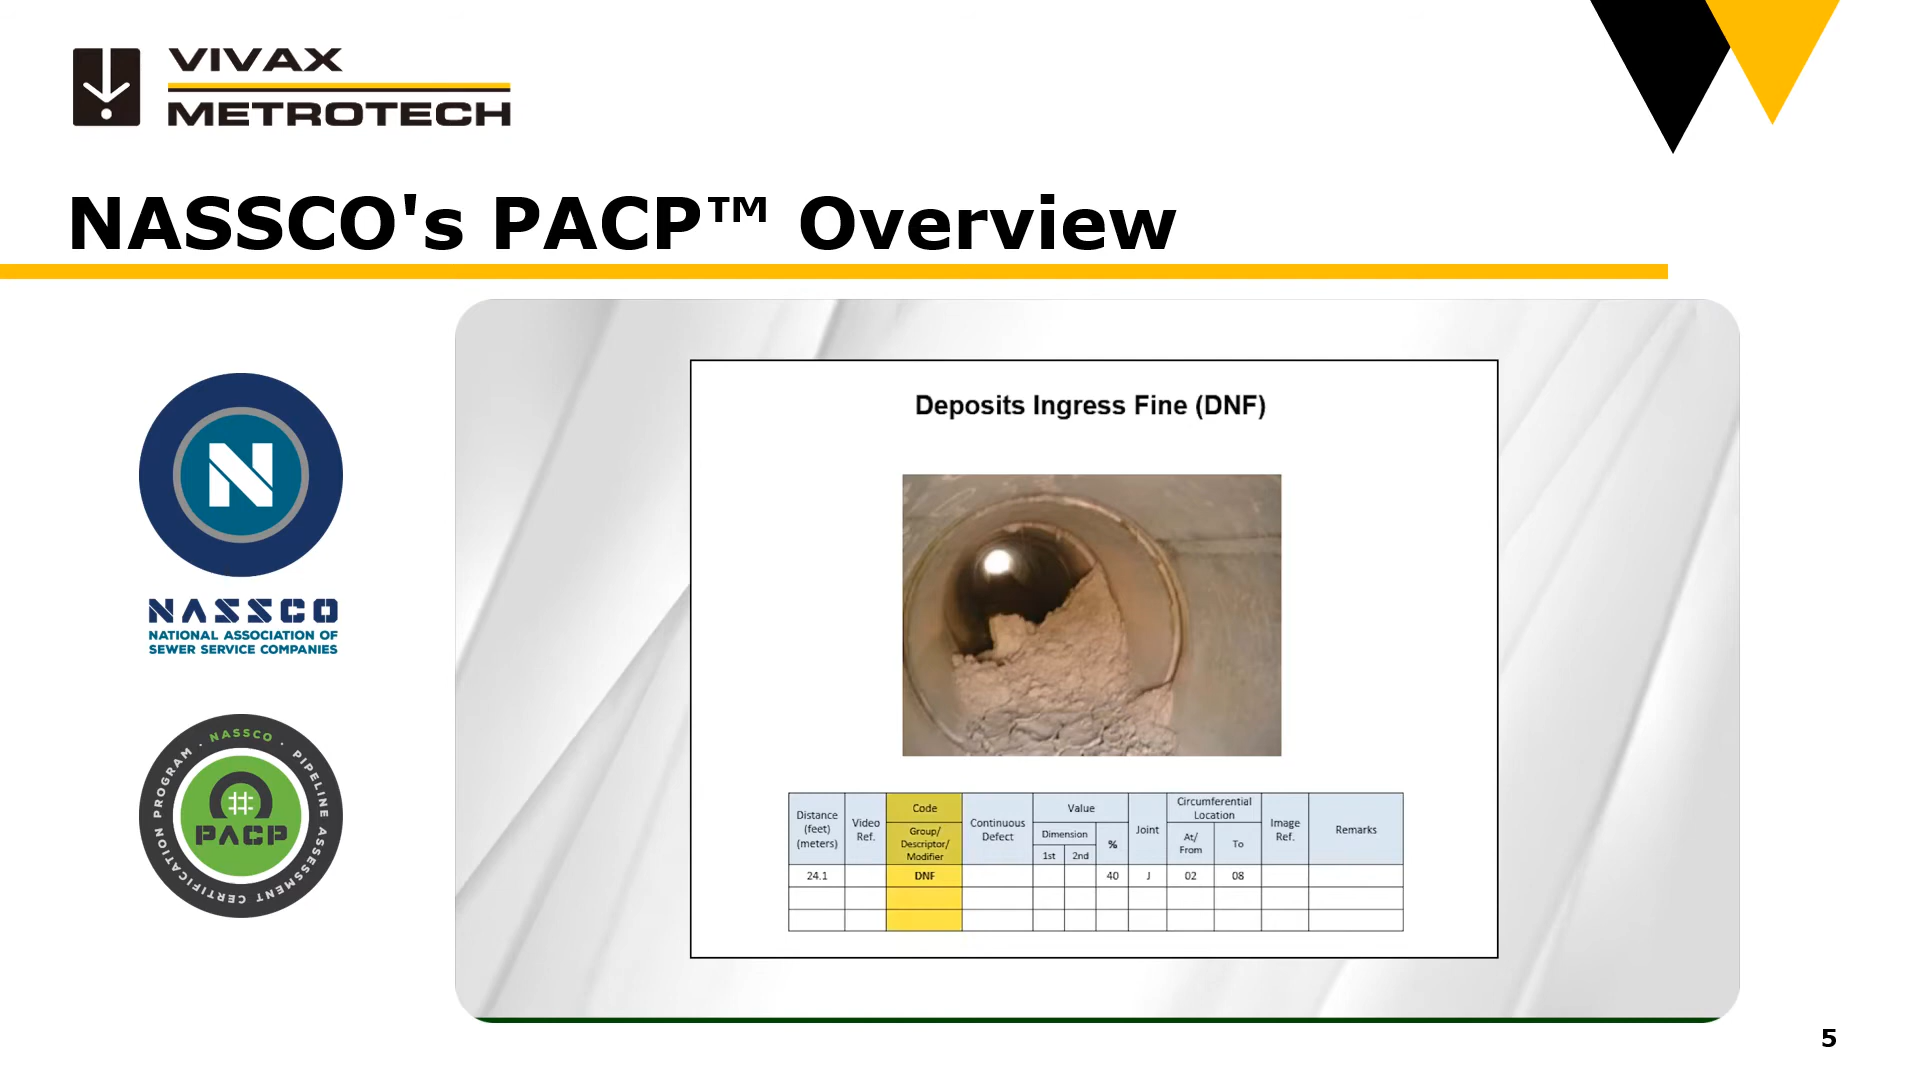 VIVAX
METROTECH
NASSCO's PACP™ Overview
N
NASSCO
NATIONAL ASSOCIATION OF
SEWER SERVICE COMPANIES
· NASSCO · PIPELINE ASSESSMENT CERTIFICATION PROGRAM
PACP
Deposits Ingress Fine (DNF)
Distance
(feet)
(meters)
Video
Ref.
Code
Group/
Descriptor/
Modifier
Continuous
Defect
Value
Dimension
1st 2nd
%
Joint
Circumferential
Location
At/
From
To
Image
Ref.
Remarks
24.1 DNF 40 J 02 08
5